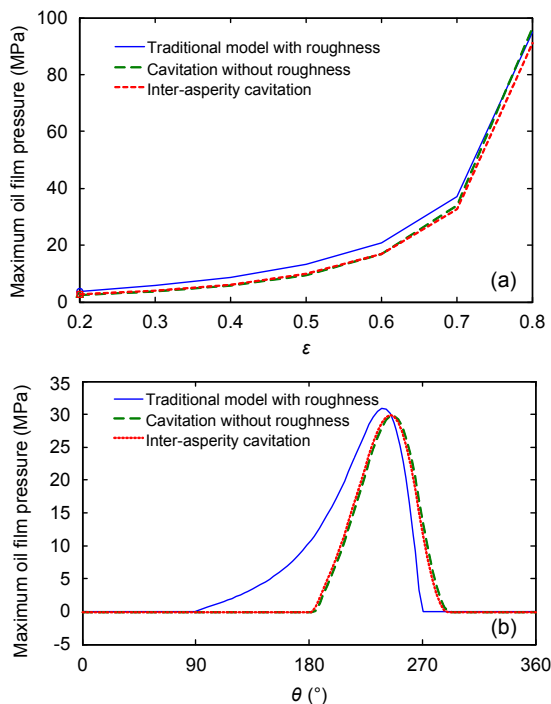 Maximum oil film pressure (MPa)
100
80
60
40
20
0
Traditional model with roughness
Cavitation without roughness
Inter-asperity cavitation
(a)
0.2 0.3 0.4 0.5 0.6 0.7 0.8
ε
Maximum oil film pressure (MPa)
35
30
25
20
15
10
5
0
-5
Traditional model with roughness
Cavitation without roughness
Inter-asperity cavitation
(b)
0 90 180 270 360
θ (°)